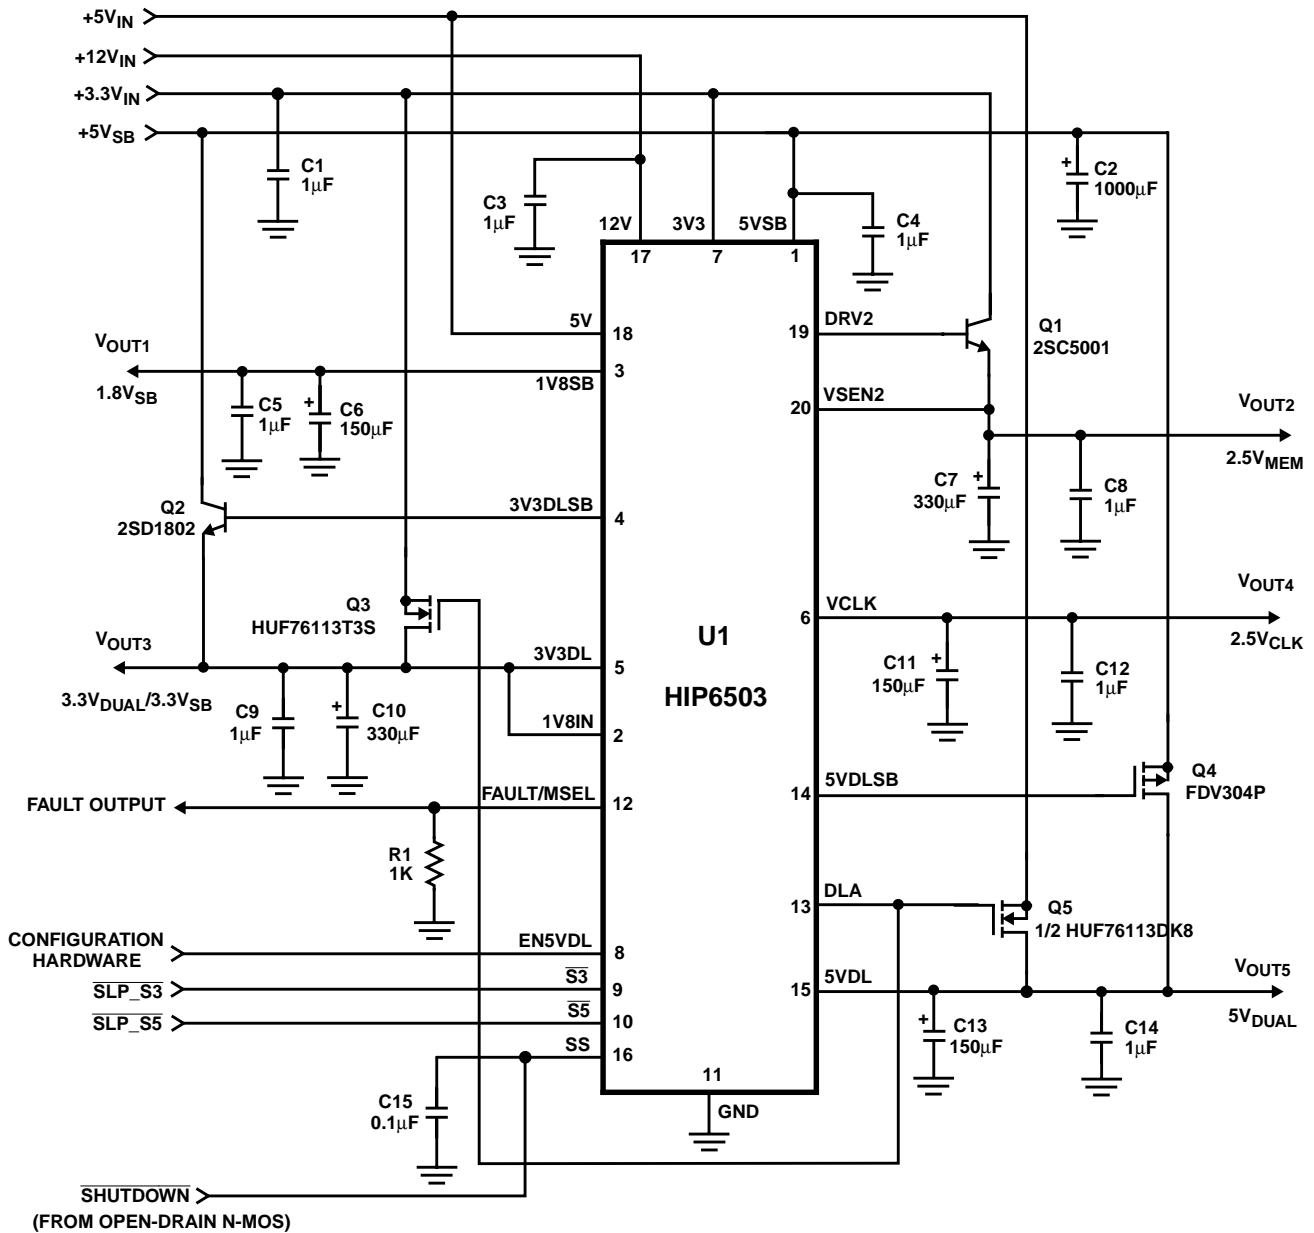 +5VIN
+12VIN
+3.3VIN
+5VSB
C1
1µF
C3
1µF
12V
3V3
5VSB
17
7
1
C4
1µF
+
C2
1000µF
5V
18
VOUT1
1.8VSB
3
1V8SB
C5
1µF
+
C6
150µF
19
DRV2
Q1
2SC5001
20
VSEN2
VOUT2
2.5VMEM
C7
330µF
+
C8
1µF
Q2
2SD1802
3V3DLSB
4
Q3
HUF76113T3S
VOUT3
3.3VDUAL/3.3VSB
3V3DL
5
C9
1µF
+
C10
330µF
1V8IN
2
U1
HIP6503
6
VCLK
VOUT4
2.5VCLK
C11
150µF
+
C12
1µF
FAULT OUTPUT
FAULT/MSEL
12
R1
1K
14
5VDLSB
Q4
FDV304P
13
DLA
Q5
1/2 HUF76113DK8
CONFIGURATION
HARDWARE
EN5VDL
8
SLP_S3
S3
9
SLP_S5
S5
10
SS
16
15
5VDL
VOUT5
5VDUAL
+
C13
150µF
C14
1µF
11
GND
C15
0.1µF
SHUTDOWN
(FROM OPEN-DRAIN N-MOS)